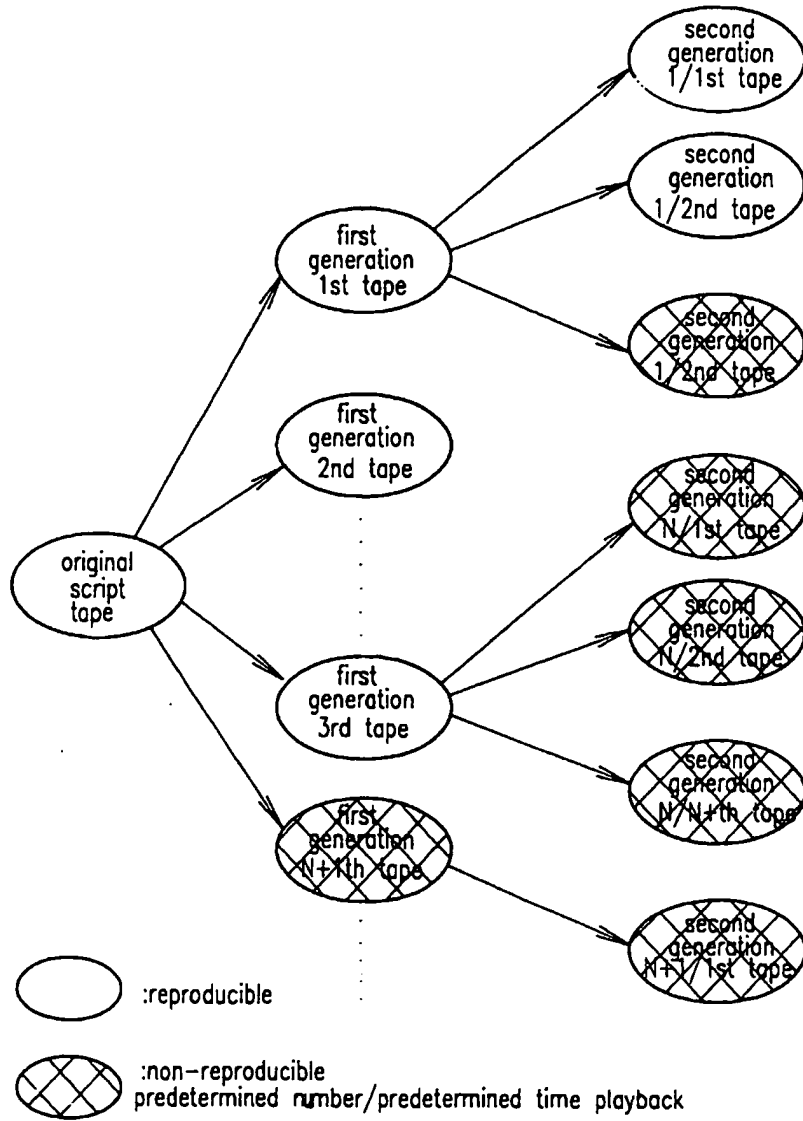 second
generation
1/1st tape
second
generation
1/2nd tape
first
generation
1st tape
second
generation
1/2nd tape
first
generation
2nd tape
second
generation
N/1st tape
original
script
tape
second
generation
N/2nd tape
first
generation
3rd tape
second
generation
N/N+th tape
first
generation
N+1th tape
second
generation
N+1/1st tape
:reproducible
:non-reproducible
predetermined number/predetermined time playback